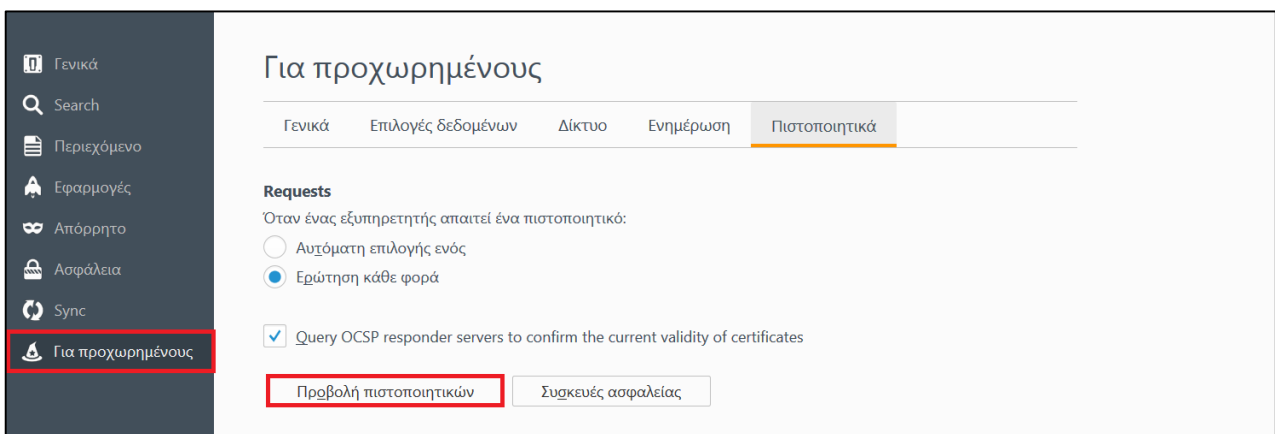 Γενικά
Search
Περιεχόμενο
Εφαρμογές
Απόρρητο
Ασφάλεια
Sync
Για προχωρημένους
Για προχωρημένους
Γενικά Επιλογές δεδομένων Δίκτυο Ενημέρωση Πιστοποιητικά
Requests
Όταν ένας εξυπηρετητής απαιτεί ένα πιστοποιητικό:
Αυτόματη επιλογής ενός
Ερώτηση κάθε φορά
Query OCSP responder servers to confirm the current validity of certificates
Προβολή πιστοποιητικών Συσκευές ασφαλείας